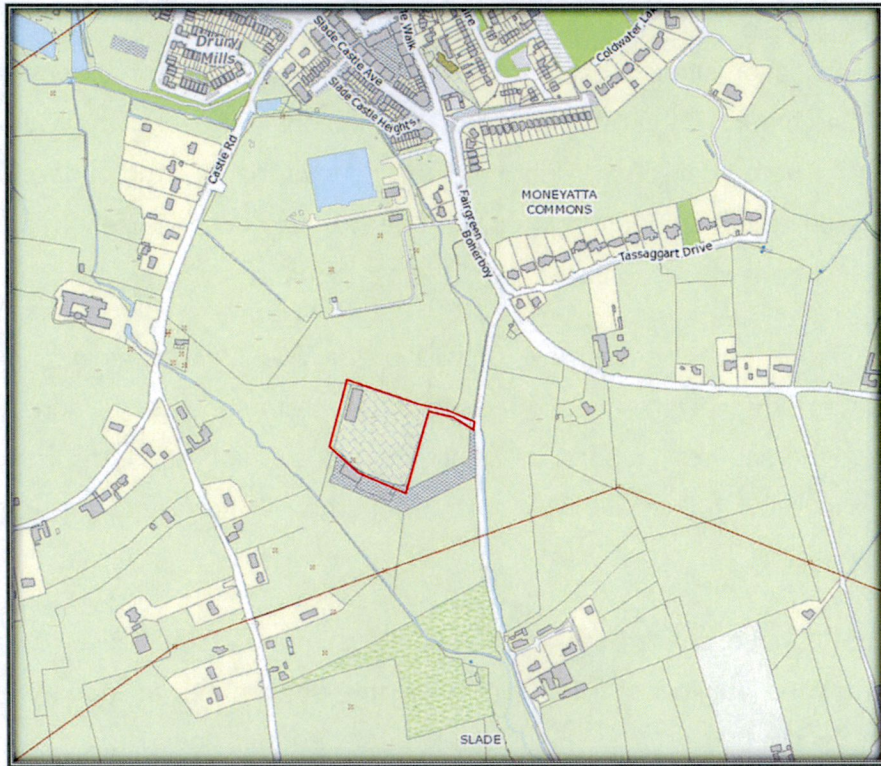 Drury
Mills
Slade Castle Ave
Walk
Slade Castle Heights
Castle Rd
Coldwater Lak
MONEYATTA
COMMONS
Fairgreen
Boherboy
Tassaggart Drive
SLADE